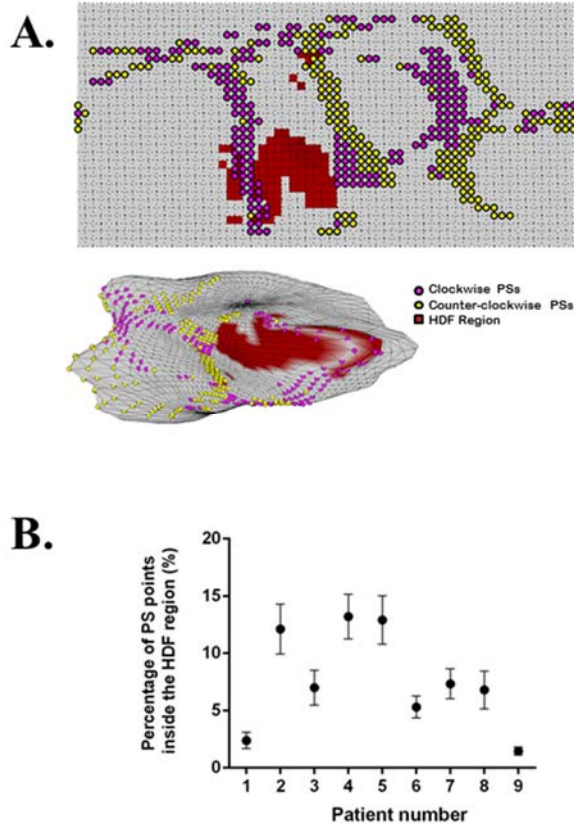 A.
Clockwise PSs
Counter-clockwise PSs
HDF Region
B.
Percentage of PS points
inside the HDF region (%)
20
15
10
5
0
1 2 3 4 5 6 7 8 9
Patient number